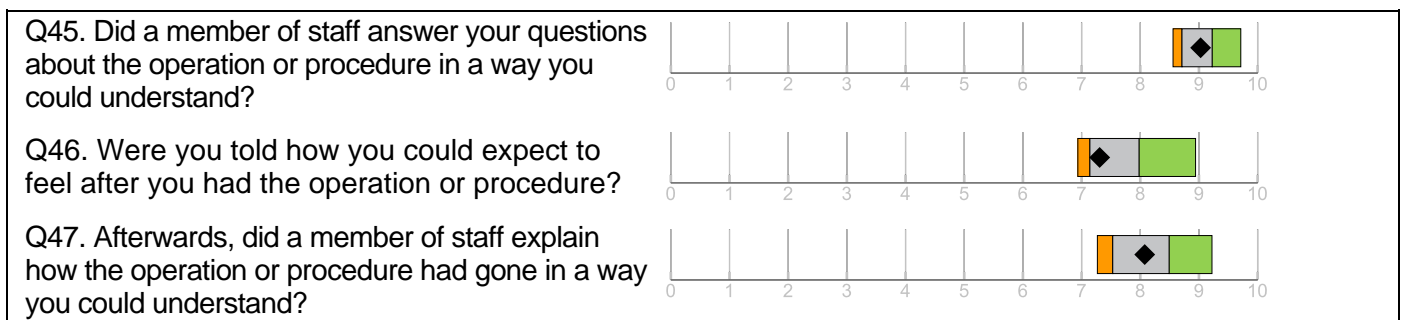 Q45. Did a member of staff answer your questions
about the operation or procedure in a way you
could understand?
0 1 2 3 4 5 6 7 8 9 10
Q46. Were you told how you could expect to
feel after you had the operation or procedure?
0 1 2 3 4 5 6 7 8 9 10
Q47. Afterwards, did a member of staff explain
how the operation or procedure had gone in a way
you could understand?
0 1 2 3 4 5 6 7 8 9 10